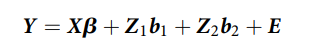 Y = Xβ + Z₁b₁ + Z₂b₂ + E